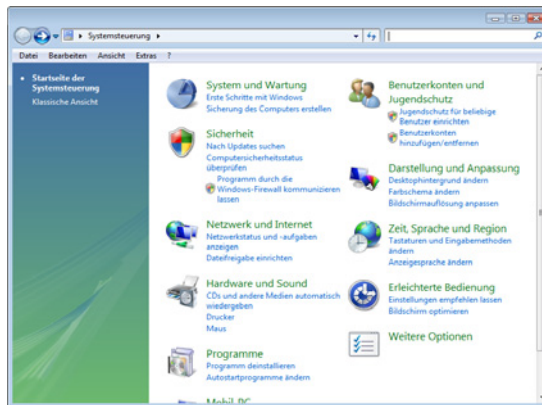 Systemsteuerung
Datei Bearbeiten Ansicht Extras ?
Startseite der
Systemsteuerung
Klassische Ansicht
System und Wartung
Erste Schritte mit Windows
Sicherung des Computers erstellen
Sicherheit
Nach Updates suchen
Computersicherheitsstatus
überprüfen
Programm durch die
Windows-Firewall kommunizieren
lassen
Netzwerk und Internet
Netzwerkstatus und -aufgaben
anzeigen
Dateifreigabe einrichten
Hardware und Sound
CDs und andere Medien automatisch
wiedergeben
Drucker
Maus
Programme
Programm deinstallieren
Autostartprogramme ändern
Mobil-PC
Benutzerkonten und
Jugendschutz
Jugendschutz für beliebige
Benutzer einrichten
Benutzerkonten
hinzufügen/entfernen
Darstellung und Anpassung
Desktophintergrund ändern
Farbschema ändern
Bildschirmauflösung anpassen
Zeit, Sprache und Region
Tastaturen und Eingabemethoden
ändern
Anzeigesprache ändern
Erleichterte Bedienung
Einstellungen empfehlen lassen
Bildschirm optimieren
Weitere Optionen